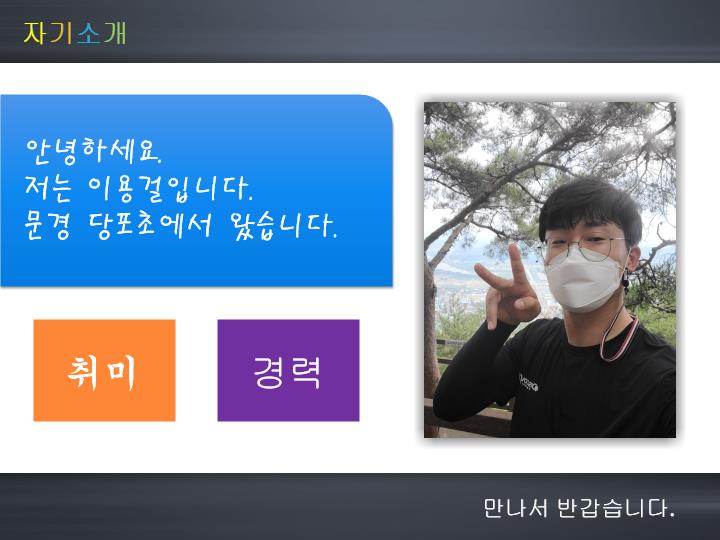 자기소개
안녕하세요.
저는 이용걸입니다.
문경 당포초에서 왔습니다.
취미
경력
만나서 반갑습니다.